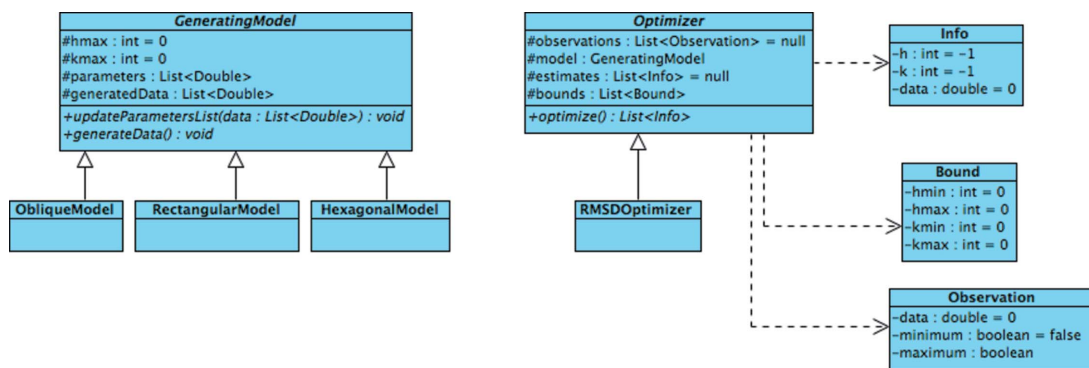 GeneratingModel
#hmax : int = 0
#kmax : int = 0
#parameters : List<Double>
#generatedData : List<Double>
+updateParametersList(data : List<Double>) : void
+generateData() : void
ObliqueModel
RectangularModel
HexagonalModel
Optimizer
#observations : List<Observation> = null
#model : GeneratingModel
#estimates : List<Info> = null
#bounds : List<Bound>
+optimize() : List<Info>
RMSDOptimizer
Info
-h : int = -1
-k : int = -1
-data : double = 0
Bound
-hmin : int = 0
-hmax : int = 0
-kmin : int = 0
-kmax : int = 0
Observation
-data : double = 0
-minimum : boolean = false
-maximum : boolean